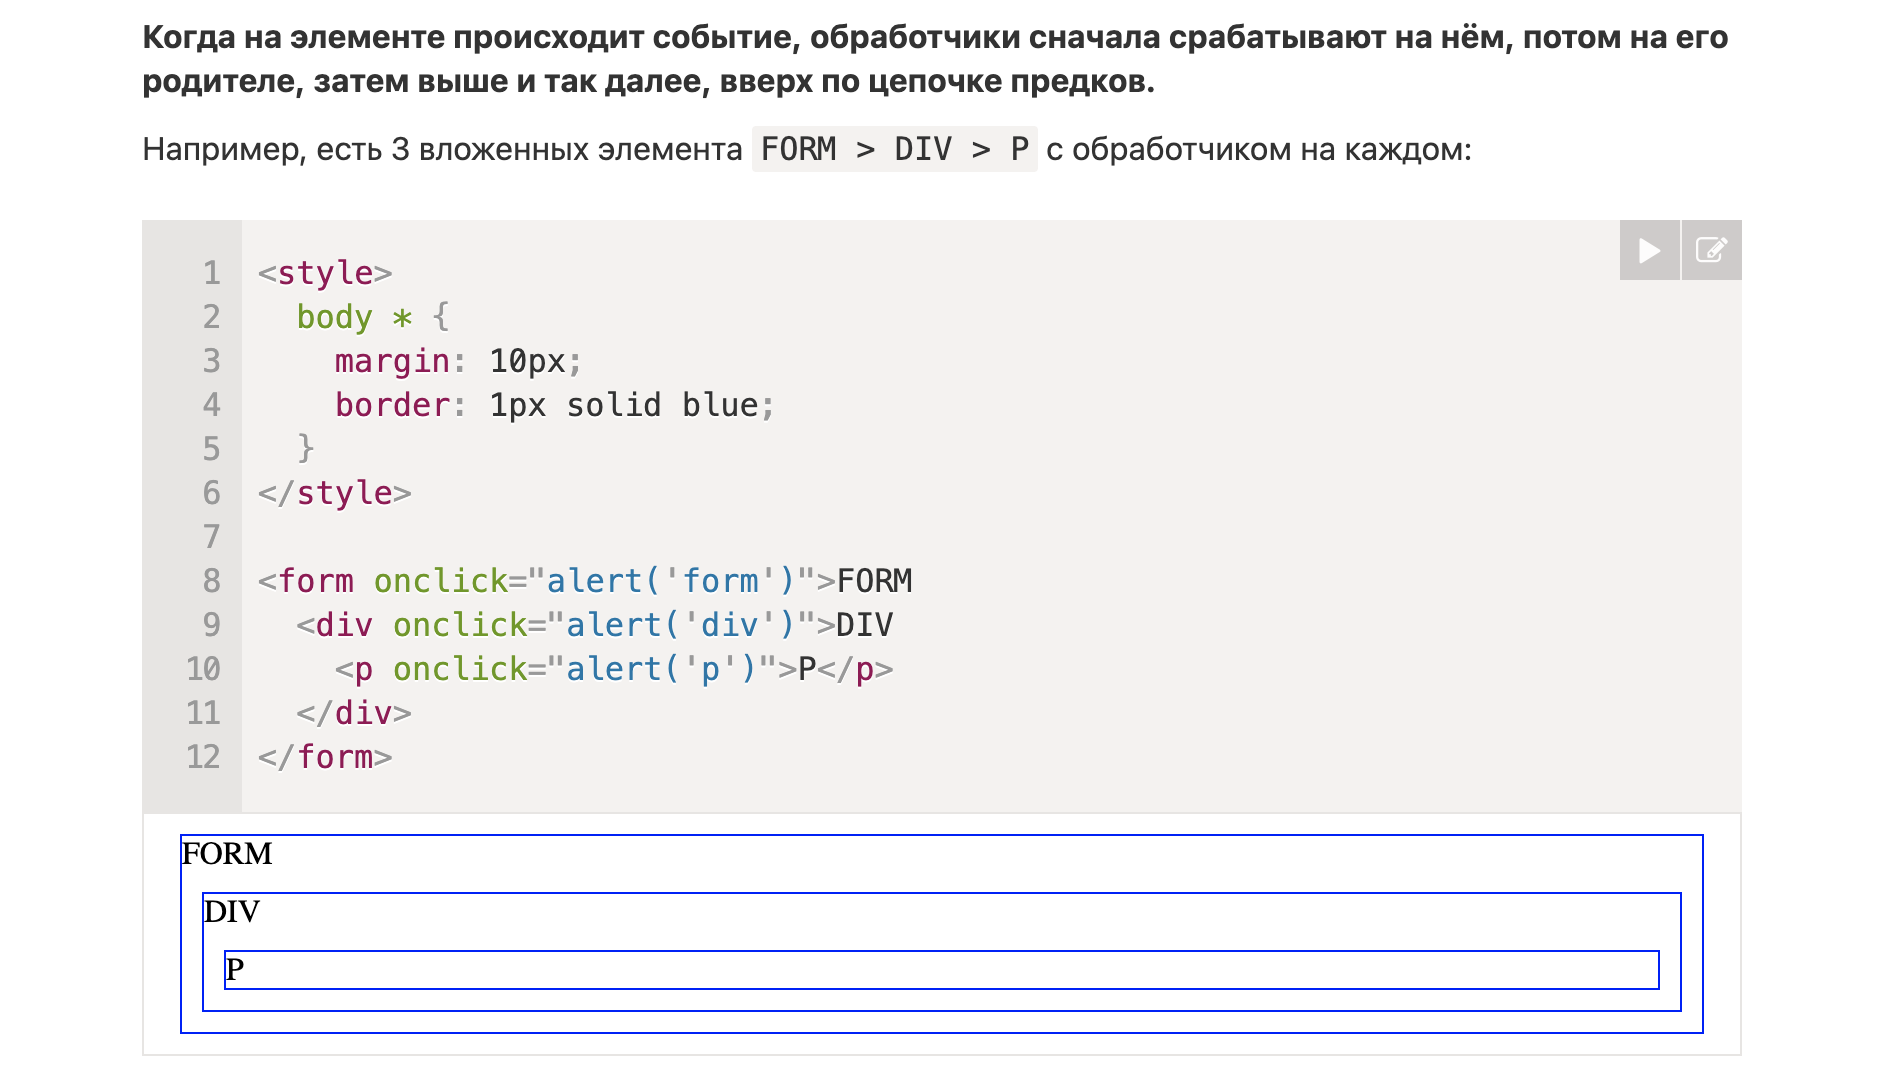 Когда на элементе происходит событие, обработчики сначала срабатывают на нём, потом на его
родителе, затем выше и так далее, вверх по цепочке предков.
Например, есть 3 вложенных элемента FORM > DIV > P с обработчиком на каждом:
1 <style>
2   body * {
3     margin: 10px;
4     border: 1px solid blue;
5   }
6 </style>
7
8 <form onclick="alert('form')">FORM
9   <div onclick="alert('div')">DIV
10     <p onclick="alert('p')">P</p>
11   </div>
12 </form>
FORM
DIV
P